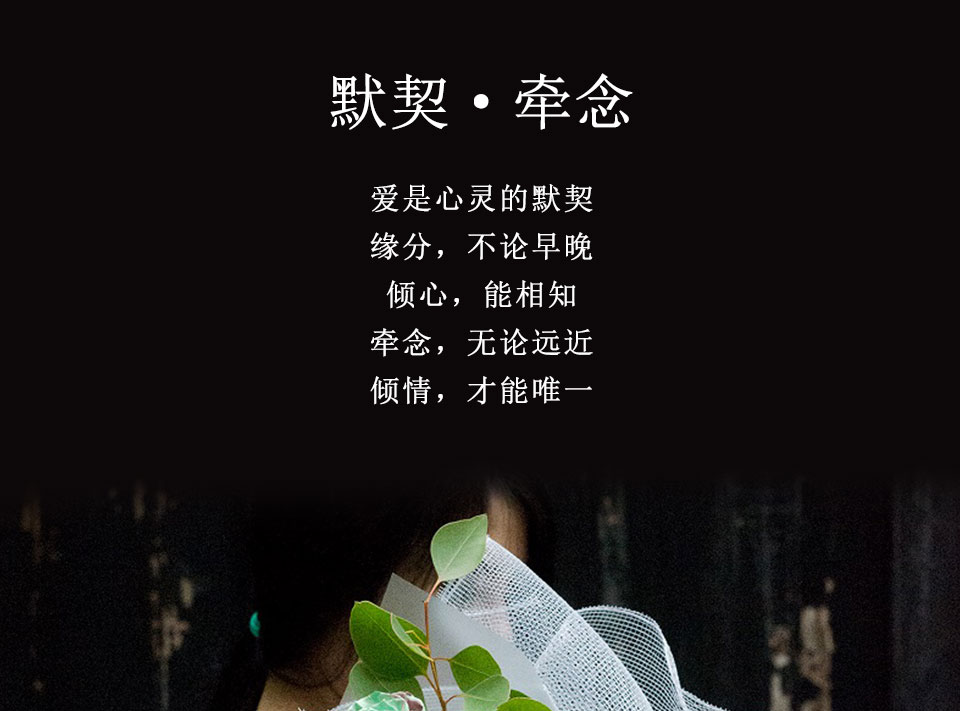 默契·牵念
爱是心灵的默契
缘分，不论早晚
倾心，能相知
牵念，无论远近
倾情，才能唯一